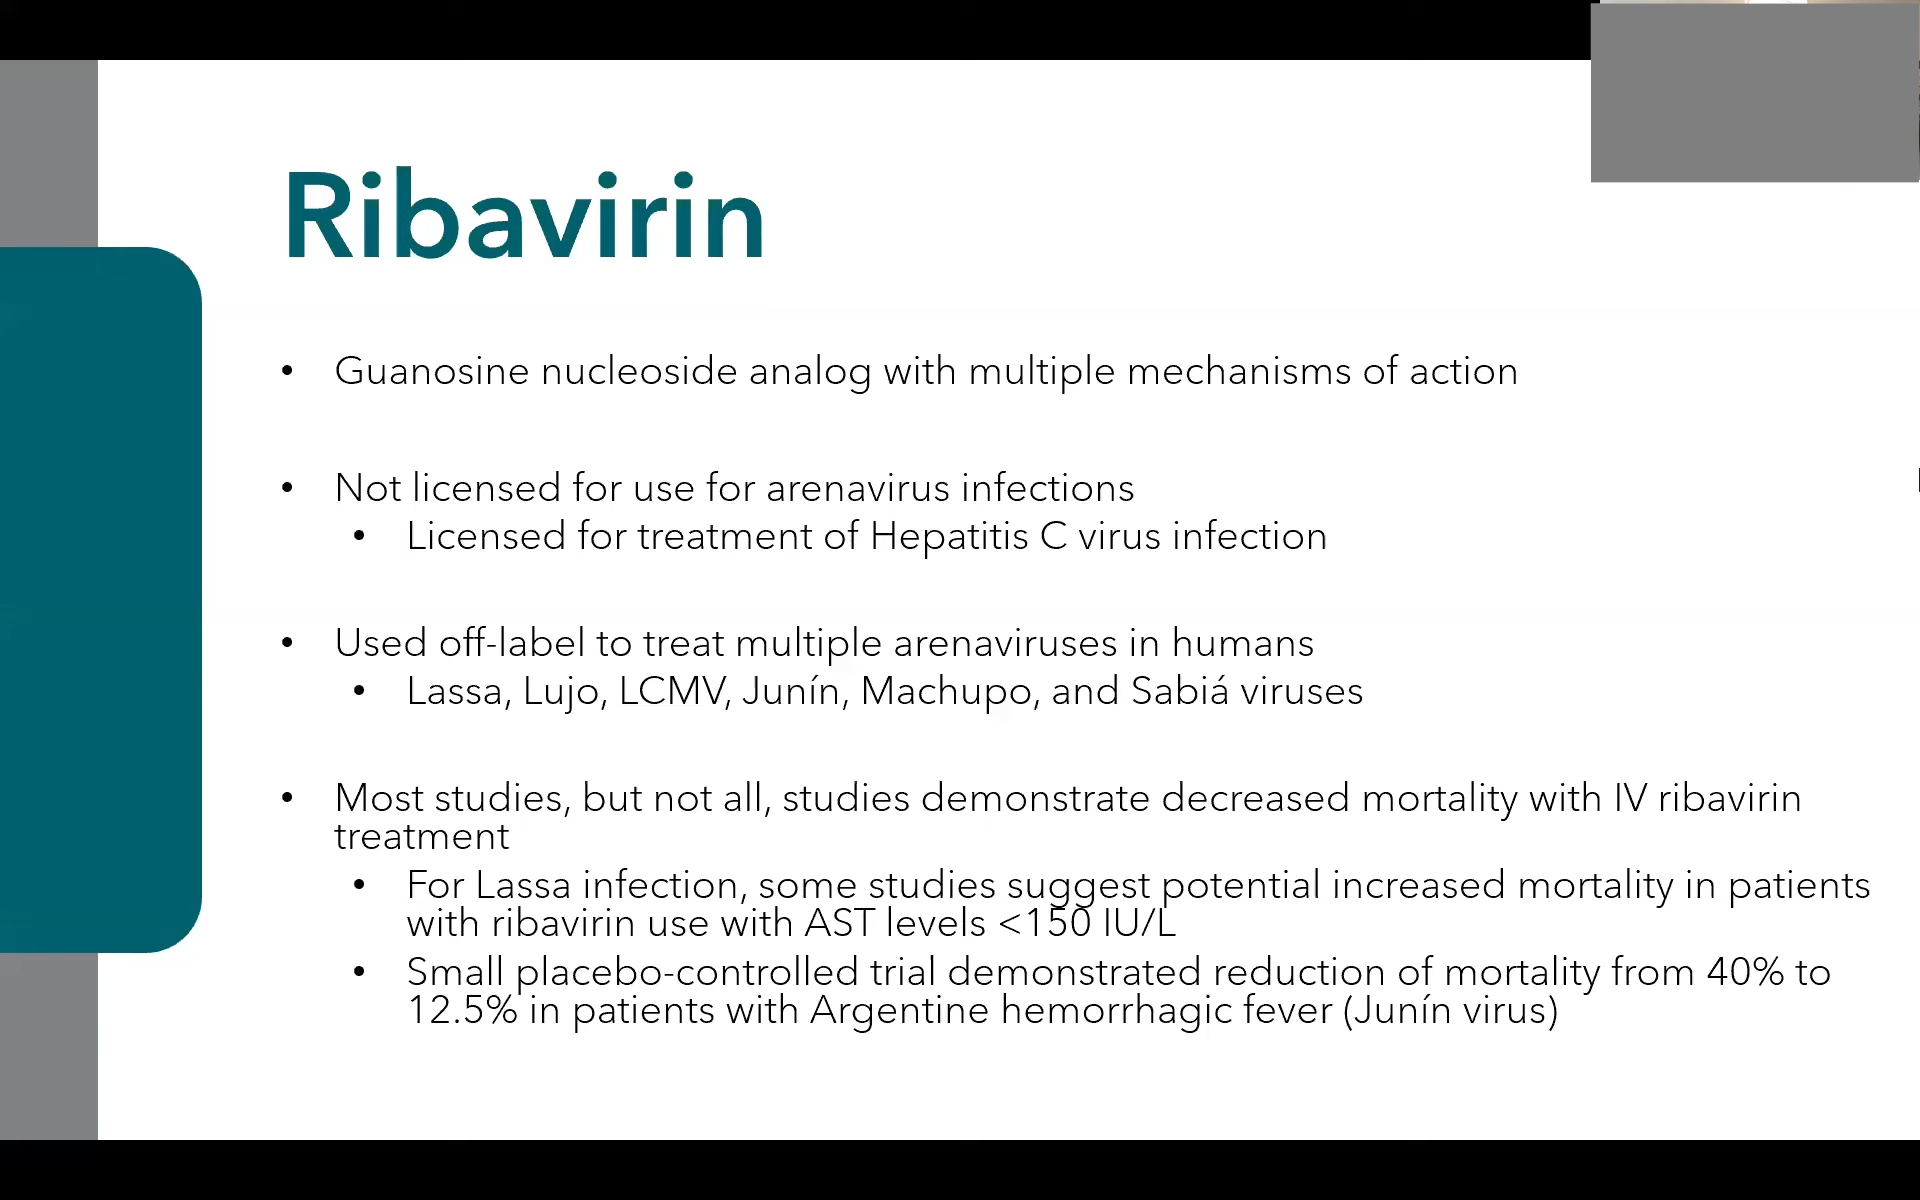 Ribavirin
• Guanosine nucleoside analog with multiple mechanisms of action
• Not licensed for use for arenavirus infections
• Licensed for treatment of Hepatitis C virus infection
• Used off-label to treat multiple arenaviruses in humans
• Lassa, Lujo, LCMV, Junín, Machupo, and Sabiá viruses
• Most studies, but not all, studies demonstrate decreased mortality with IV ribavirin
treatment
• For Lassa infection, some studies suggest potential increased mortality in patients
with ribavirin use with AST levels <150 IU/L
• Small placebo-controlled trial demonstrated reduction of mortality from 40% to
12.5% in patients with Argentine hemorrhagic fever (Junín virus)